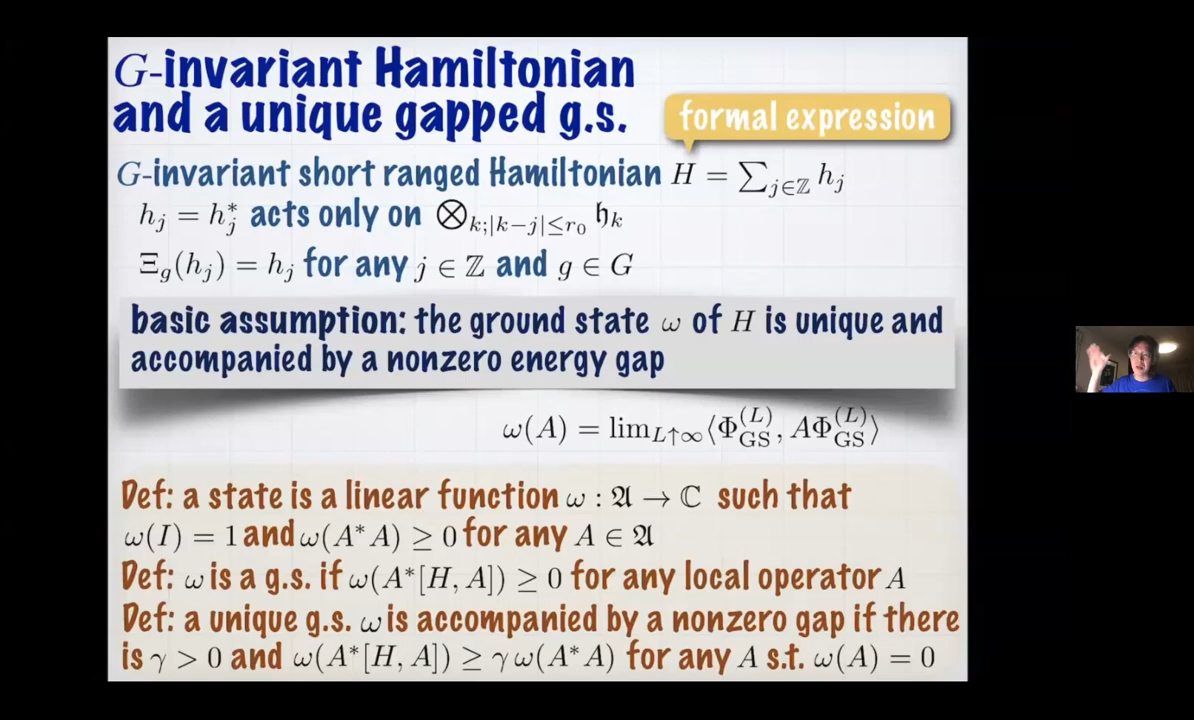 G-invariant Hamiltonian
and a unique gapped g.s.
formal expression
G-invariant short ranged Hamiltonian H = ∑_{j∈ℤ} h_j
h_j = h_j^* acts only on ⊗_{k;|k−j|≤r_0} 𝔥_k
Ξ_g(h_j) = h_j for any j ∈ ℤ and g ∈ G
basic assumption: the ground state ω of H is unique and
accompanied by a nonzero energy gap
ω(A) = lim_{L↑∞}⟨Φ_GS^(L), AΦ_GS^(L)⟩
Def: a state is a linear function ω : 𝔄 → ℂ such that
ω(I) = 1 and ω(A*A) ≥ 0 for any A ∈ 𝔄
Def: ω is a g.s. if ω(A*[H, A]) ≥ 0 for any local operator A
Def: a unique g.s. ω is accompanied by a nonzero gap if there
is γ > 0 and ω(A*[H, A]) ≥ γ ω(A*A) for any A s.t. ω(A) = 0